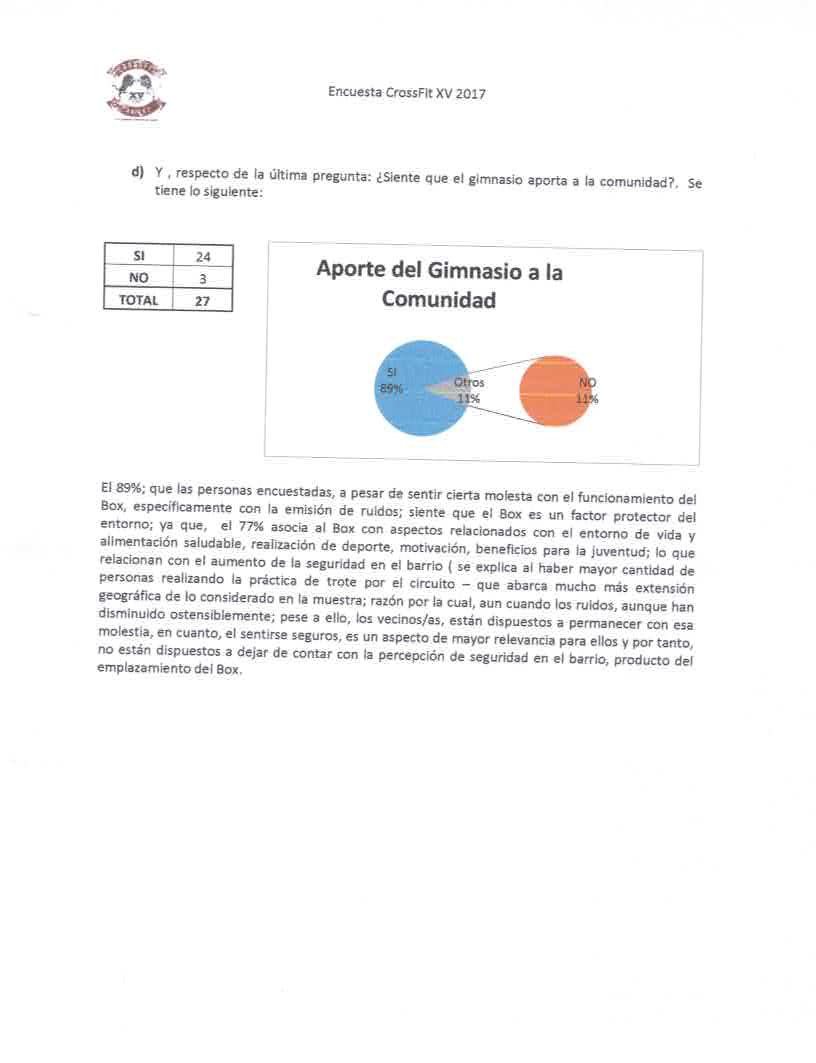 XV
Encuesta CrossFit XV 2017
d) Y , respecto de la última pregunta: ¿Siente que el gimnasio aporta a la comunidad?. Se
tiene lo siguiente:
SI 24
NO 3
TOTAL 27
Aporte del Gimnasio a la
Comunidad
SI
89%
Otros
11%
NO
11%
El 89%; que las personas encuestadas, a pesar de sentir cierta molesta con el funcionamiento del
Box, específicamente con la emisión de ruidos; siente que el Box es un factor protector del
entorno; ya que, el 77% asocia al Box con aspectos relacionados con el entorno de vida y
alimentación saludable, realización de deporte, motivación, beneficios para la juventud; lo que
relacionan con el aumento de la seguridad en el barrio ( se explica al haber mayor cantidad de
personas realizando la práctica de trote por el circuito – que abarca mucho más extensión
geográfica de lo considerado en la muestra; razón por la cual, aun cuando los ruidos, aunque han
disminuido ostensiblemente; pese a ello, los vecinos/as, están dispuestos a permanecer con esa
molestia, en cuanto, el sentirse seguros, es un aspecto de mayor relevancia para ellos y por tanto,
no están dispuestos a dejar de contar con la percepción de seguridad en el barrio, producto del
emplazamiento del Box.